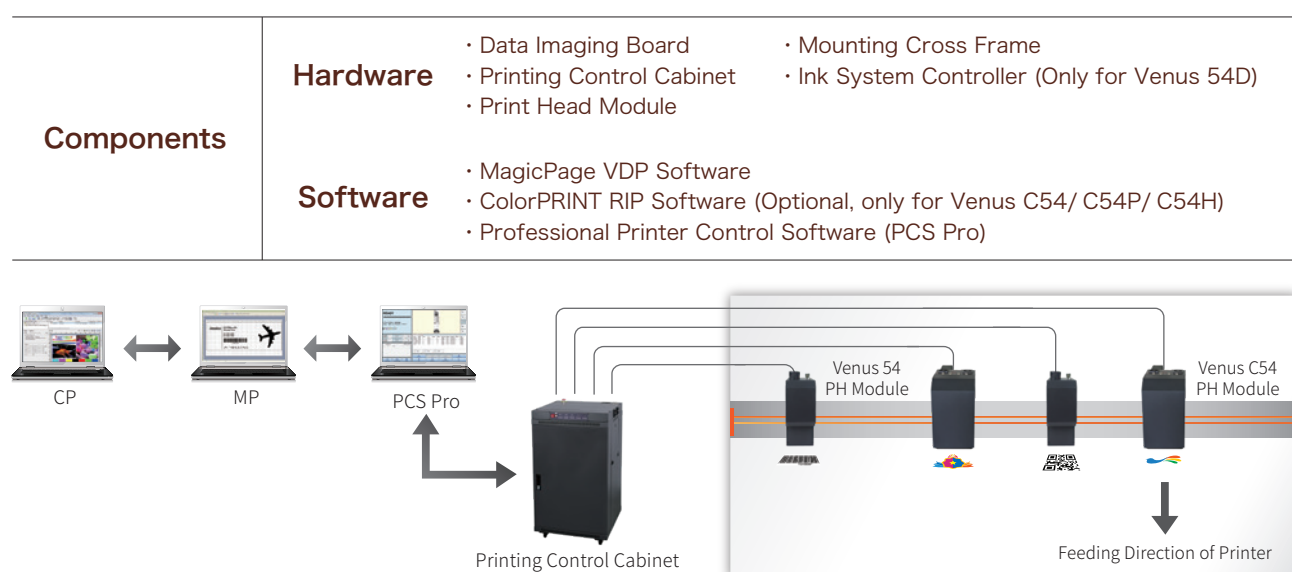 Components
Hardware
· Data Imaging Board
· Printing Control Cabinet
· Print Head Module
· Mounting Cross Frame
· Ink System Controller (Only for Venus 54D)
Software
· MagicPage VDP Software
· ColorPRINT RIP Software (Optional, only for Venus C54/ C54P/ C54H)
· Professional Printer Control Software (PCS Pro)
CP
MP
PCS Pro
Printing Control Cabinet
Venus 54
PH Module
Venus C54
PH Module
Feeding Direction of Printer